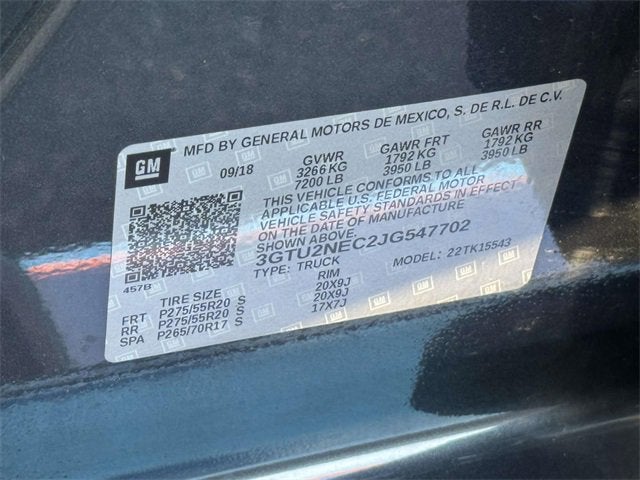 MFD BY GENERAL MOTORS DE MEXICO, S. DE R.L. DE C.V.
GM
09/18
GVWR GAWR FRT GAWR RR
3266 KG 1792 KG 1792 KG
7200 LB 3950 LB 3950 LB
THIS VEHICLE CONFORMS TO ALL
APPLICABLE U.S. FEDERAL MOTOR
VEHICLE SAFETY STANDARDS IN EFFECT
ON THE DATE OF MANUFACTURE
SHOWN ABOVE.
3GTU2NEC2JG547702
TYPE: TRUCK MODEL: 22TK15543
457B
TIRE SIZE RIM
FRT P275/55R20 S 20X9J
RR P275/55R20 S 20X9J
SPA P265/70R17 S 17X7J